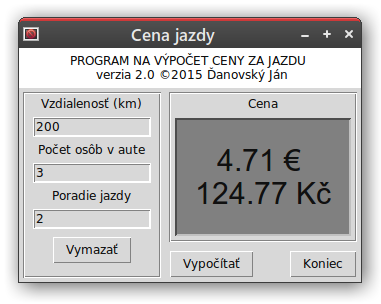 Cena jazdy
PROGRAM NA VÝPOČET CENY ZA JAZDU
verzia 2.0 ©2015 Ďanovský Ján
Vzdialenosť (km)
200
Počet osôb v aute
3
Poradie jazdy
2
Vymazať
Cena
4.71 €
124.77 Kč
Vypočítať
Koniec